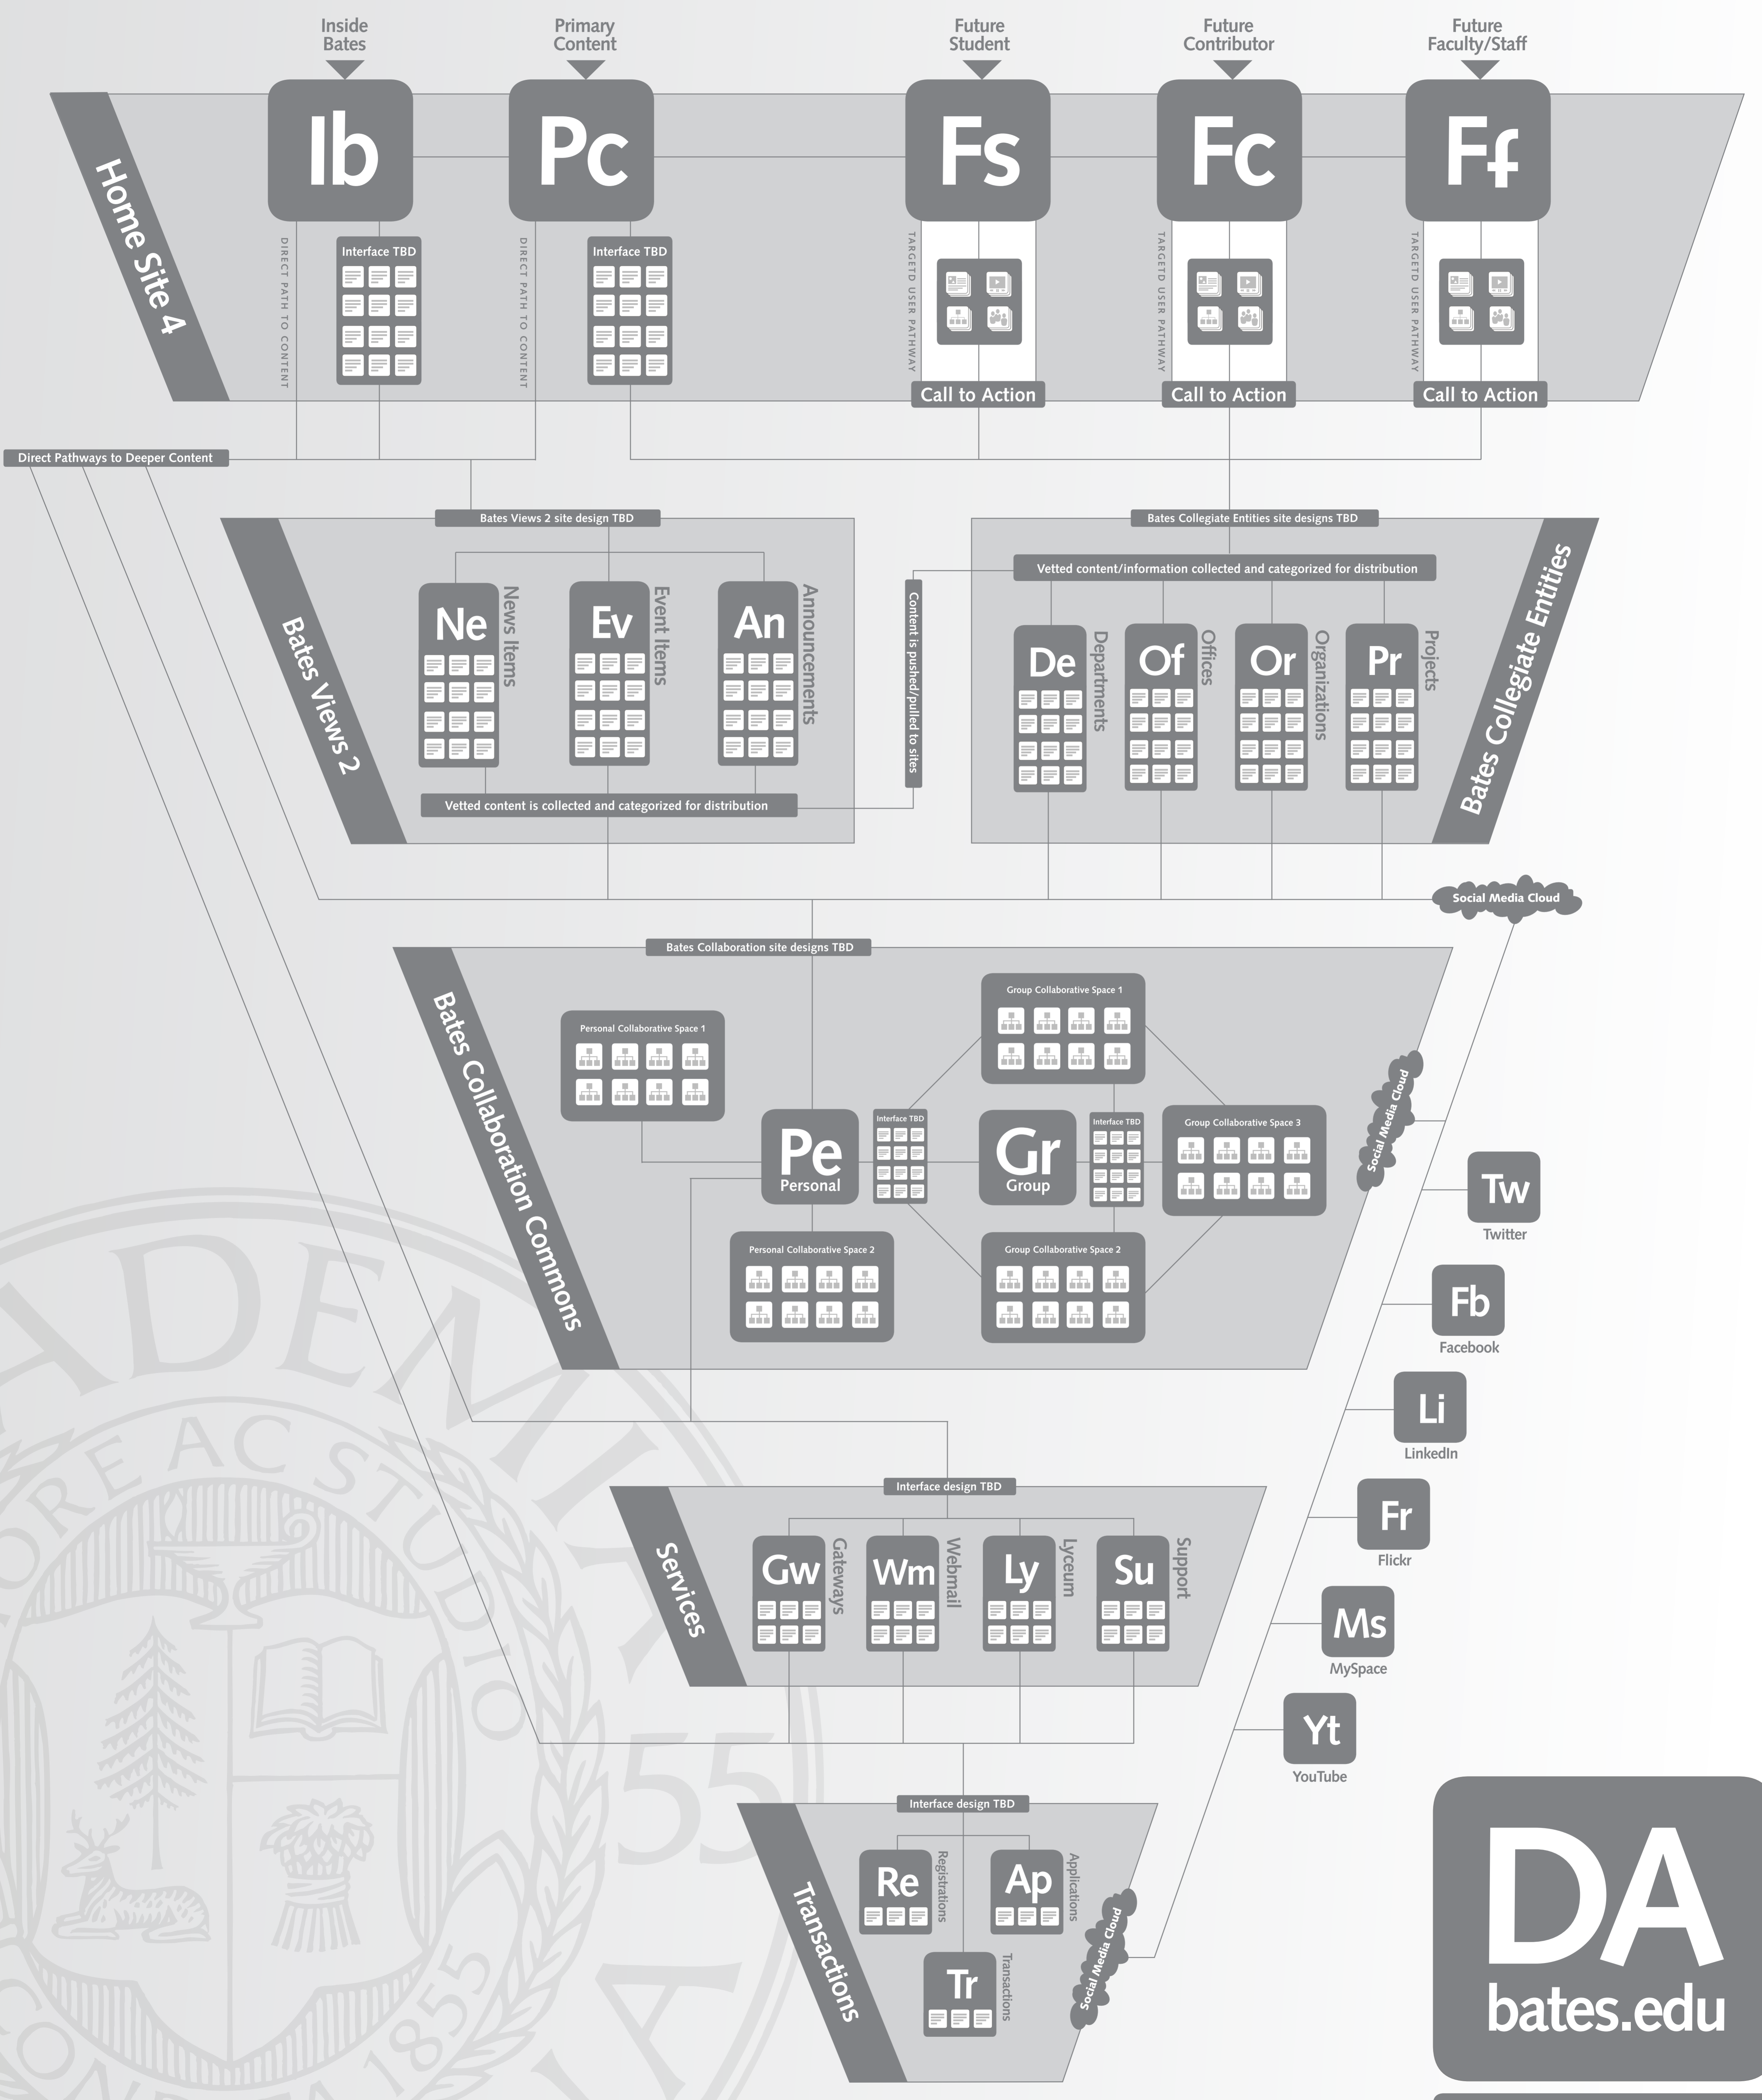 Inside
Bates
Primary
Content
Future
Student
Future
Contributor
Future
Faculty/Staff
Home Site 4
Ib
Pc
Fs
Fc
Ff
DIRECT PATH TO CONTENT
Interface TBD
DIRECT PATH TO CONTENT
Interface TBD
TARGETD USER PATHWAY
TARGETD USER PATHWAY
TARGETD USER PATHWAY
Call to Action
Call to Action
Call to Action
Direct Pathways to Deeper Content
Bates Views 2 site design TBD
Bates Views 2
Ne
News Items
Ev
Event Items
An
Announcements
Vetted content is collected and categorized for distribution
Content is pushed/pulled to sites
Bates Collegiate Entities site designs TBD
Vetted content/information collected and categorized for distribution
De
Departments
Of
Offices
Or
Organizations
Pr
Projects
Bates Collegiate Entities
Social Media Cloud
Bates Collaboration site designs TBD
Bates Collaboration Commons
Personal Collaborative Space 1
Group Collaborative Space 1
Pe
Personal
Interface TBD
Gr
Group
Interface TBD
Group Collaborative Space 3
Personal Collaborative Space 2
Group Collaborative Space 2
Social Media Cloud
Tw
Twitter
Fb
Facebook
Li
LinkedIn
Fr
Flickr
Ms
MySpace
Yt
YouTube
Interface design TBD
Services
Gw
Gateways
Wm
Webmail
Ly
Lyceum
Su
Support
Interface design TBD
Transactions
Re
Registrations
Ap
Applications
Tr
Transactions
Social Media Cloud
ADEMI
ORE AC STUDIO
1855
55
DA
bates.edu